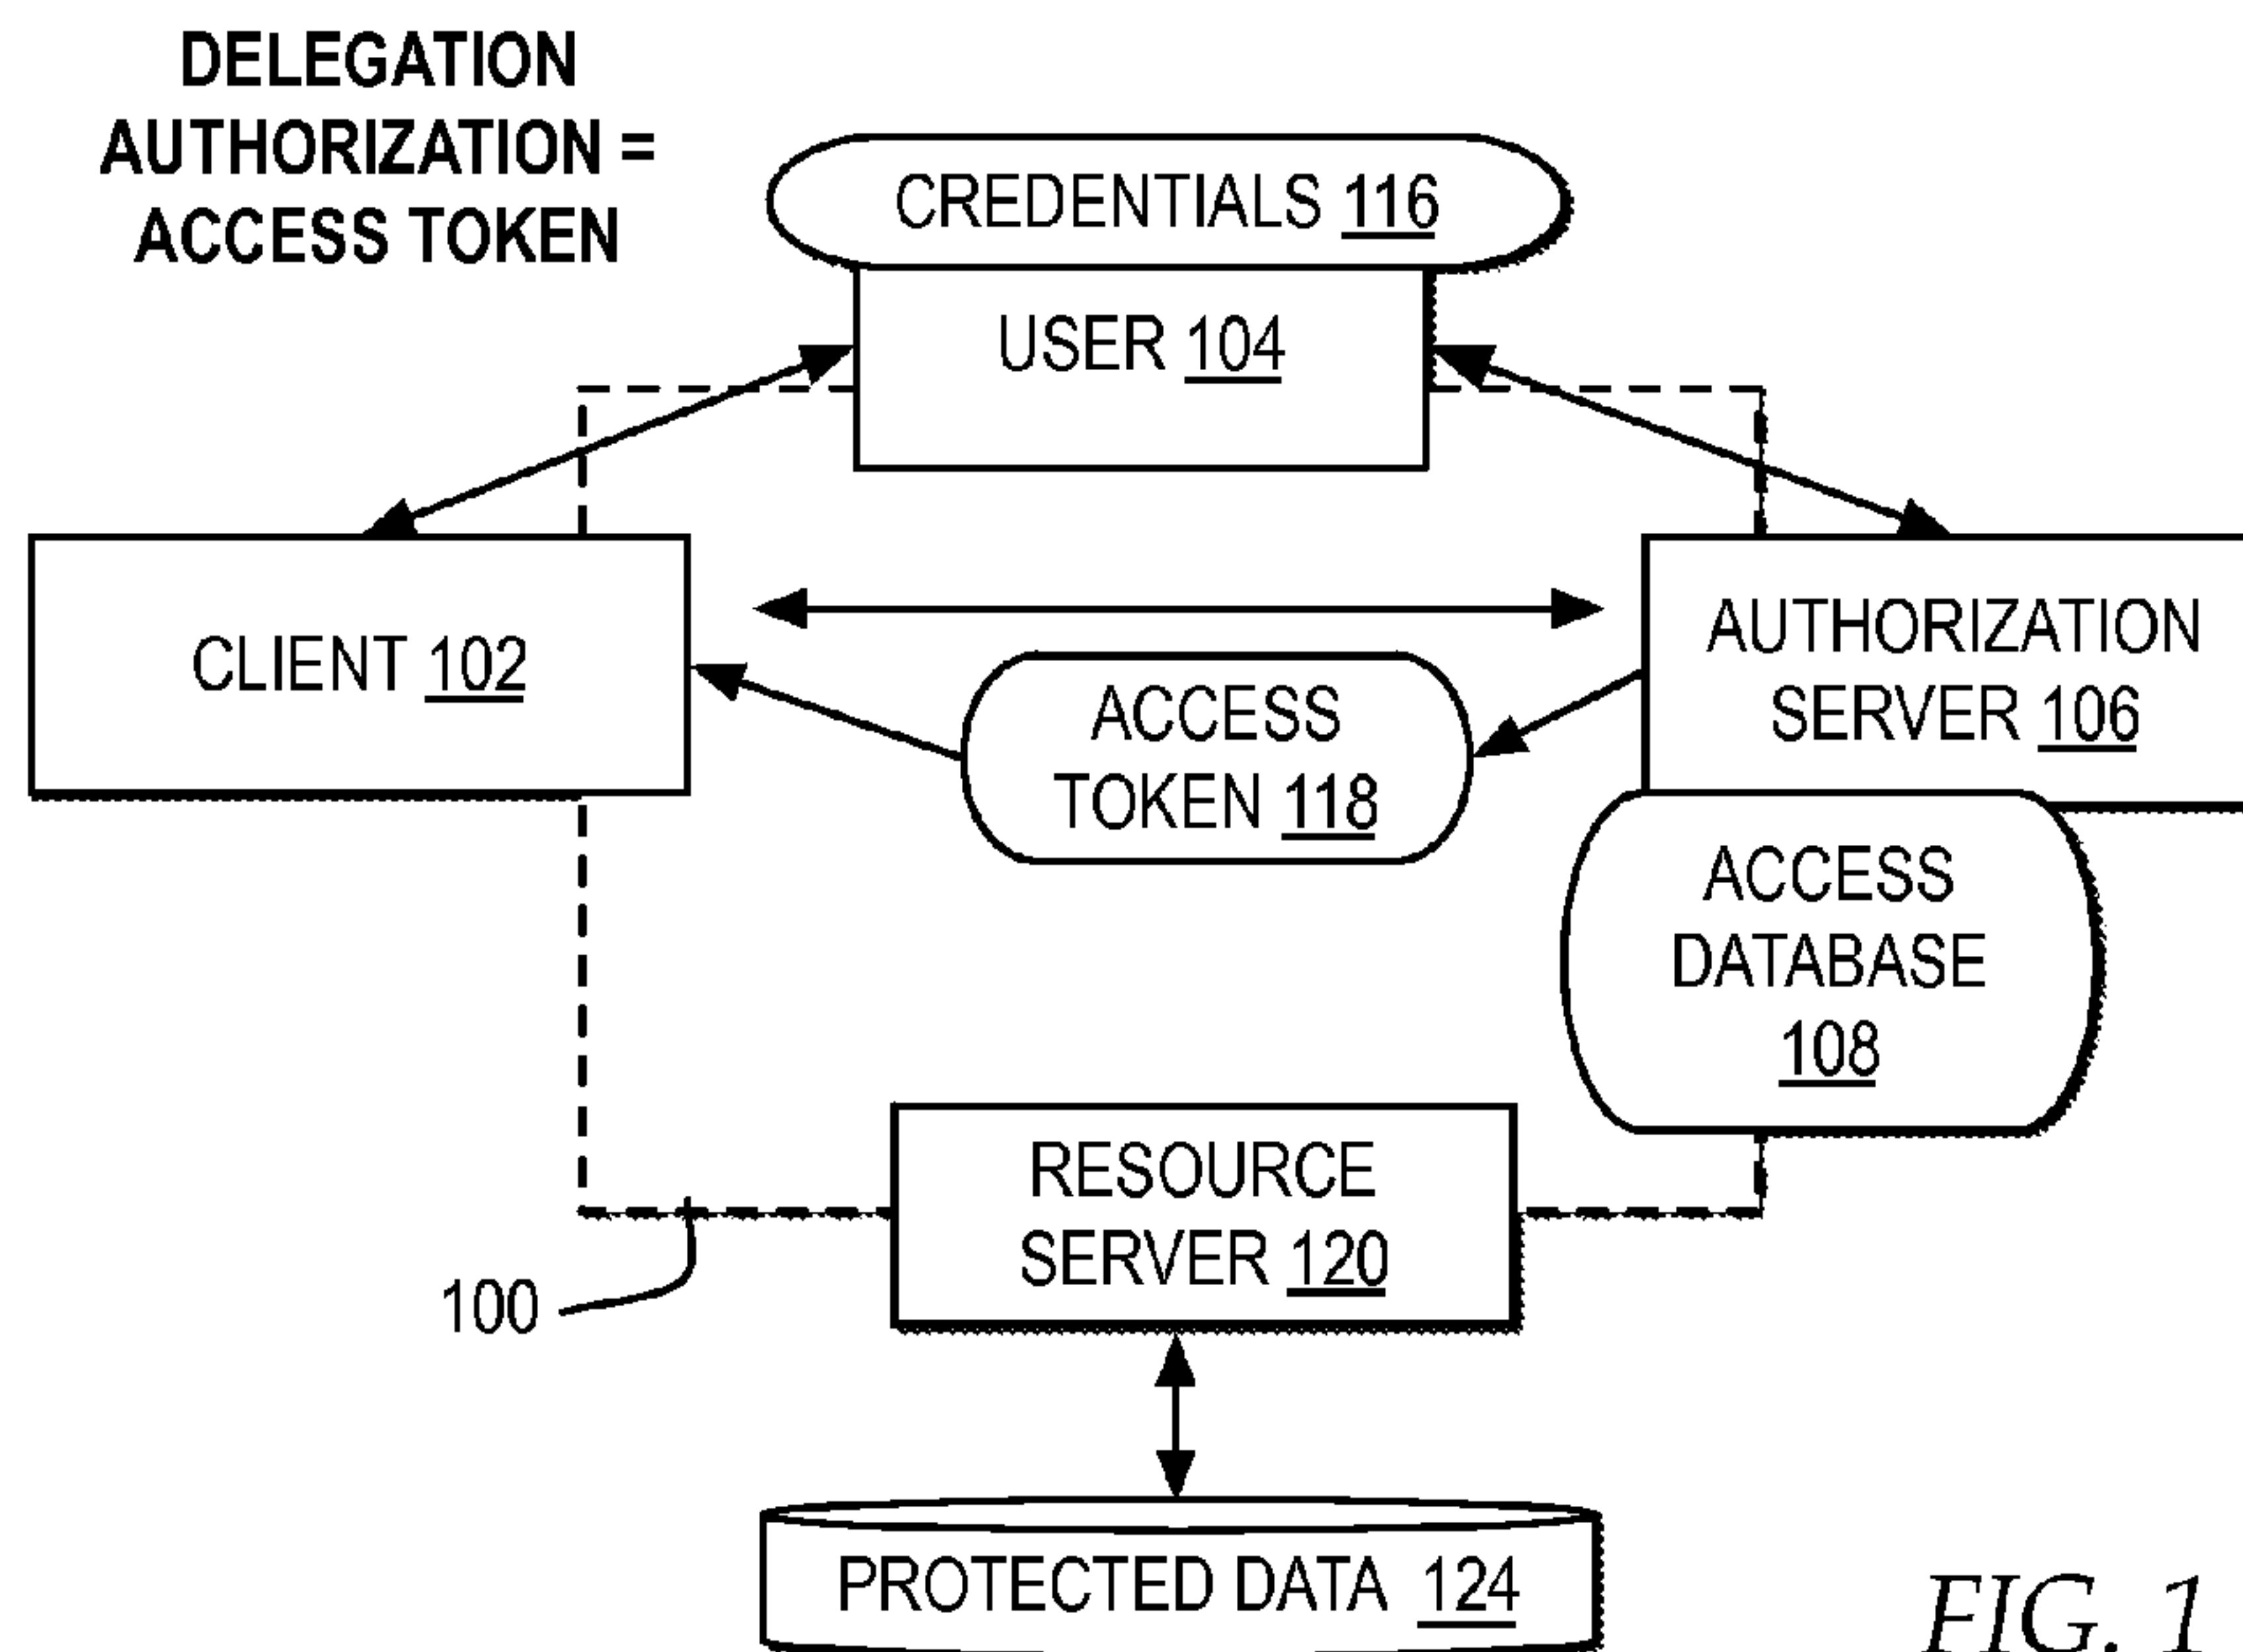 DELEGATION
AUTHORIZATION =
ACCESS TOKEN
CREDENTIALS 116
USER 104
CLIENT 102
AUTHORIZATION
SERVER 106
ACCESS
TOKEN 118
ACCESS
DATABASE
108
RESOURCE
SERVER 120
100
PROTECTED DATA 124
FIG. 1